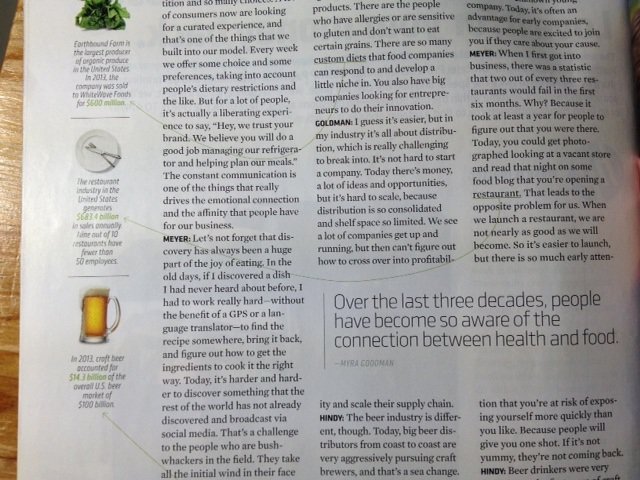 Earthbound Farm is
the largest producer
of organic produce
in the United States.
In 2013, the
company was sold
to WhiteWave Foods
for $600 million.
The restaurant
industry in the
United States
generates
$683.4 billion
in sales annually.
Nine out of 10
restaurants have
fewer than
50 employees.
In 2013, craft beer
accounted for
$14.3 billion of the
overall U.S. beer
market of
$100 billion.
of consumers now are looking
for a curated experience, and
that's one of the things that we
built into our model. Every week
we offer some choice and some
preferences, taking into account
people's dietary restrictions and
the like. But for a lot of people,
it's actually a liberating experi-
ence to say, "Hey, we trust your
brand. We believe you will do a
good job managing our refrigera-
tor and helping plan our meals."
The constant communication is
one of the things that really
drives the emotional connection
and the affinity that people have
for our business.
MEYER: Let's not forget that dis-
covery has always been a huge
part of the joy of eating. In the
old days, if I discovered a dish
I had never heard about before, I
had to work really hard—without
the benefit of a GPS or a lan-
guage translator—to find the
recipe somewhere, bring it back,
and figure out how to get the
ingredients to cook it the right
way. Today, it's harder and hard-
er to discover something that the
rest of the world has not already
discovered and broadcast via
social media. That's a challenge
to the people who are bush-
whackers in the field. They take
all the initial wind in their face
products. There are the people
who have allergies or are sensitive
to gluten and don't want to eat
certain grains. There are so many
custom diets that food companies
can respond to and develop a
little niche in. You also have big
companies looking for entrepre-
neurs to do their innovation.
GOLDMAN: I guess it's easier, but in
my industry it's all about distribu-
tion, which is really challenging
to break into. It's not hard to start
a company. Today there's money,
a lot of ideas and opportunities,
but it's hard to scale, because
distribution is so consolidated
and shelf space so limited. We see
a lot of companies get up and
running, but then can't figure out
how to cross over into profitabil-
ity and scale their supply chain.
HINDY: The beer industry is differ-
ent, though. Today, big beer dis-
tributors from coast to coast are
very aggressively pursuing craft
brewers, and that's a sea change.
company. Today, it's often an
advantage for early companies,
because people are excited to join
you if they care about your cause.
MEYER: When I first got into
business, there was a statistic
that two out of every three res-
taurants would fail in the first
six months. Why? Because it
took at least a year for people to
figure out that you were there.
Today, you could get photo-
graphed looking at a vacant store
and read that night on some
food blog that you're opening a
restaurant. That leads to the
opposite problem for us. When
we launch a restaurant, we are
not nearly as good as we will
become. So it's easier to launch,
but there is so much early atten-
tion that you're at risk of expos-
ing yourself more quickly than
you like. Because people will
give you one shot. If it's not
yummy, they're not coming back.
HINDY: Beer drinkers were very
Over the last three decades, people
have become so aware of the
connection between health and food.
—MYRA GOODMAN